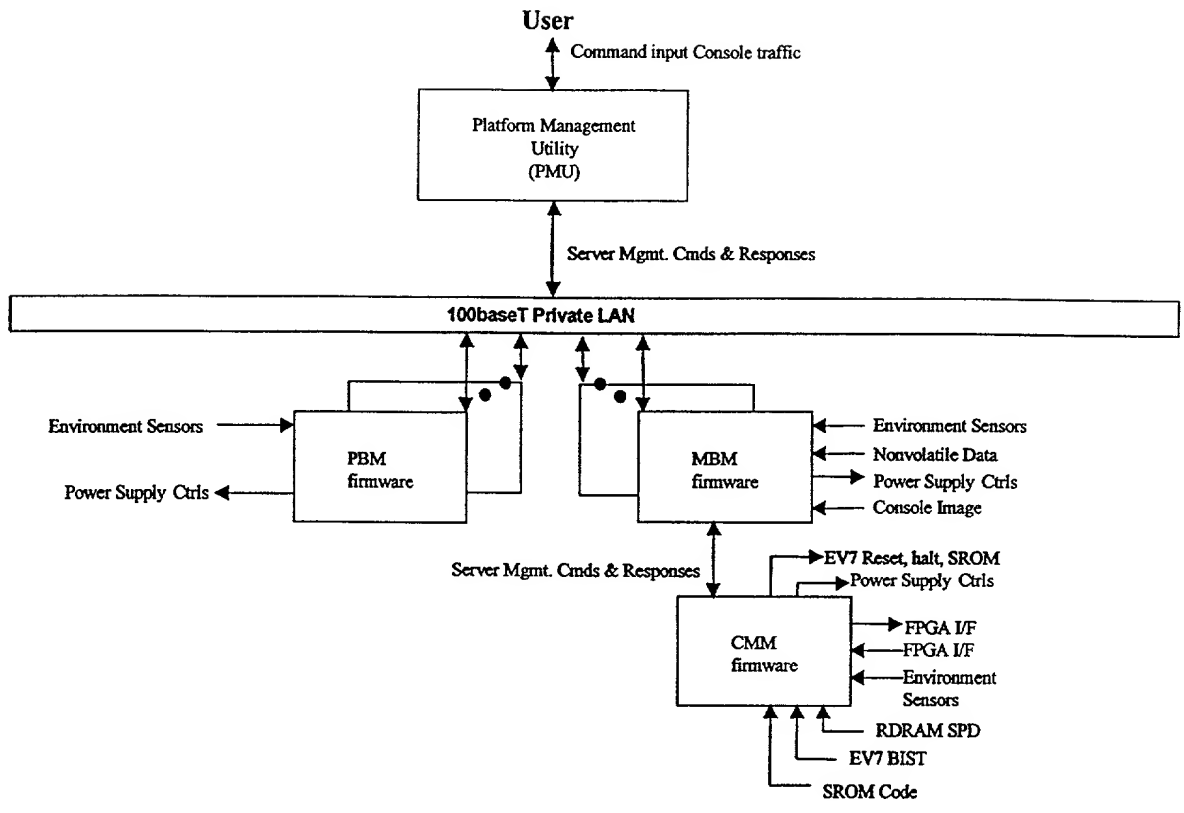 User
Command input Console traffic
Platform Management
Utility
(PMU)
Server Mgmt. Cmds & Responses
100baseT Private LAN
Environment Sensors
Power Supply Ctrls
PBM
firmware
MBM
firmware
Environment Sensors
Nonvolatile Data
Power Supply Ctrls
Console Image
Server Mgmt. Cmds & Responses
EV7 Reset, halt, SROM
Power Supply Ctrls
CMM
firmware
FPGA I/F
FPGA I/F
Environment
Sensors
RDRAM SPD
EV7 BIST
SROM Code